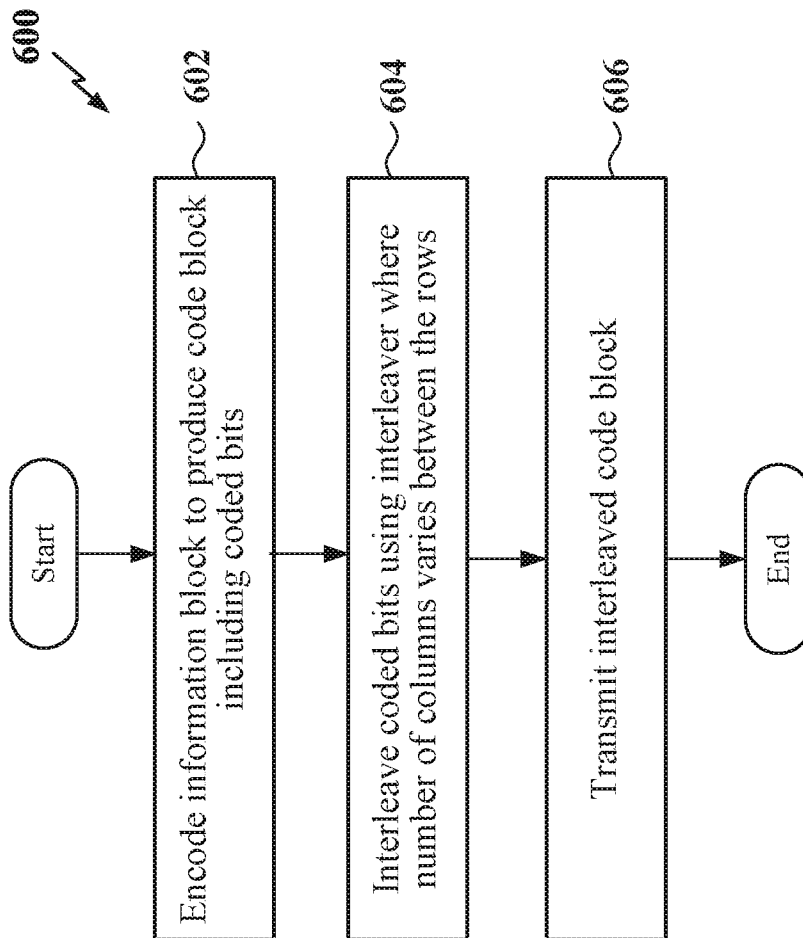 600
Start
Encode information block to produce code block
including coded bits
602
Interleave coded bits using interleaver where
number of columns varies between the rows
604
Transmit interleaved code block
606
End